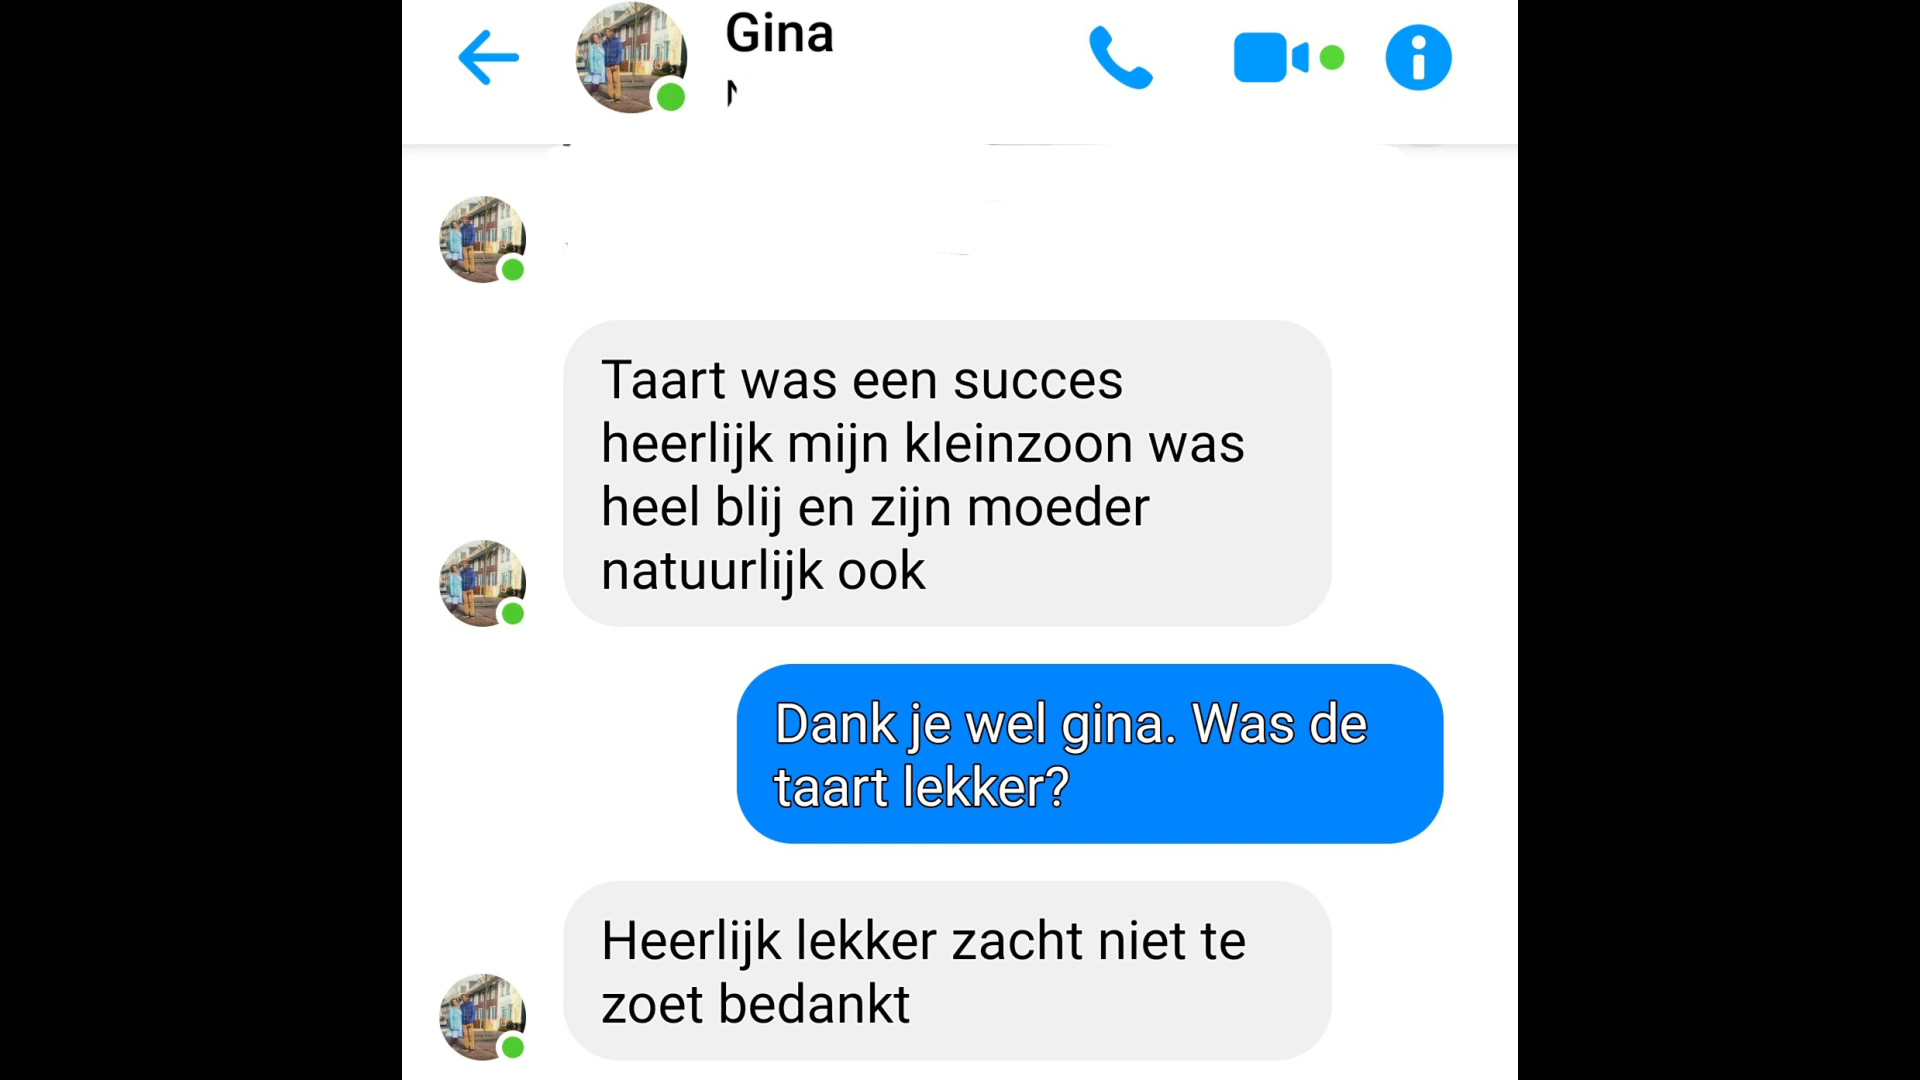 Gina
Taart was een succes
heerlijk mijn kleinzoon was
heel blij en zijn moeder
natuurlijk ook
Dank je wel gina. Was de
taart lekker?
Heerlijk lekker zacht niet te
zoet bedankt